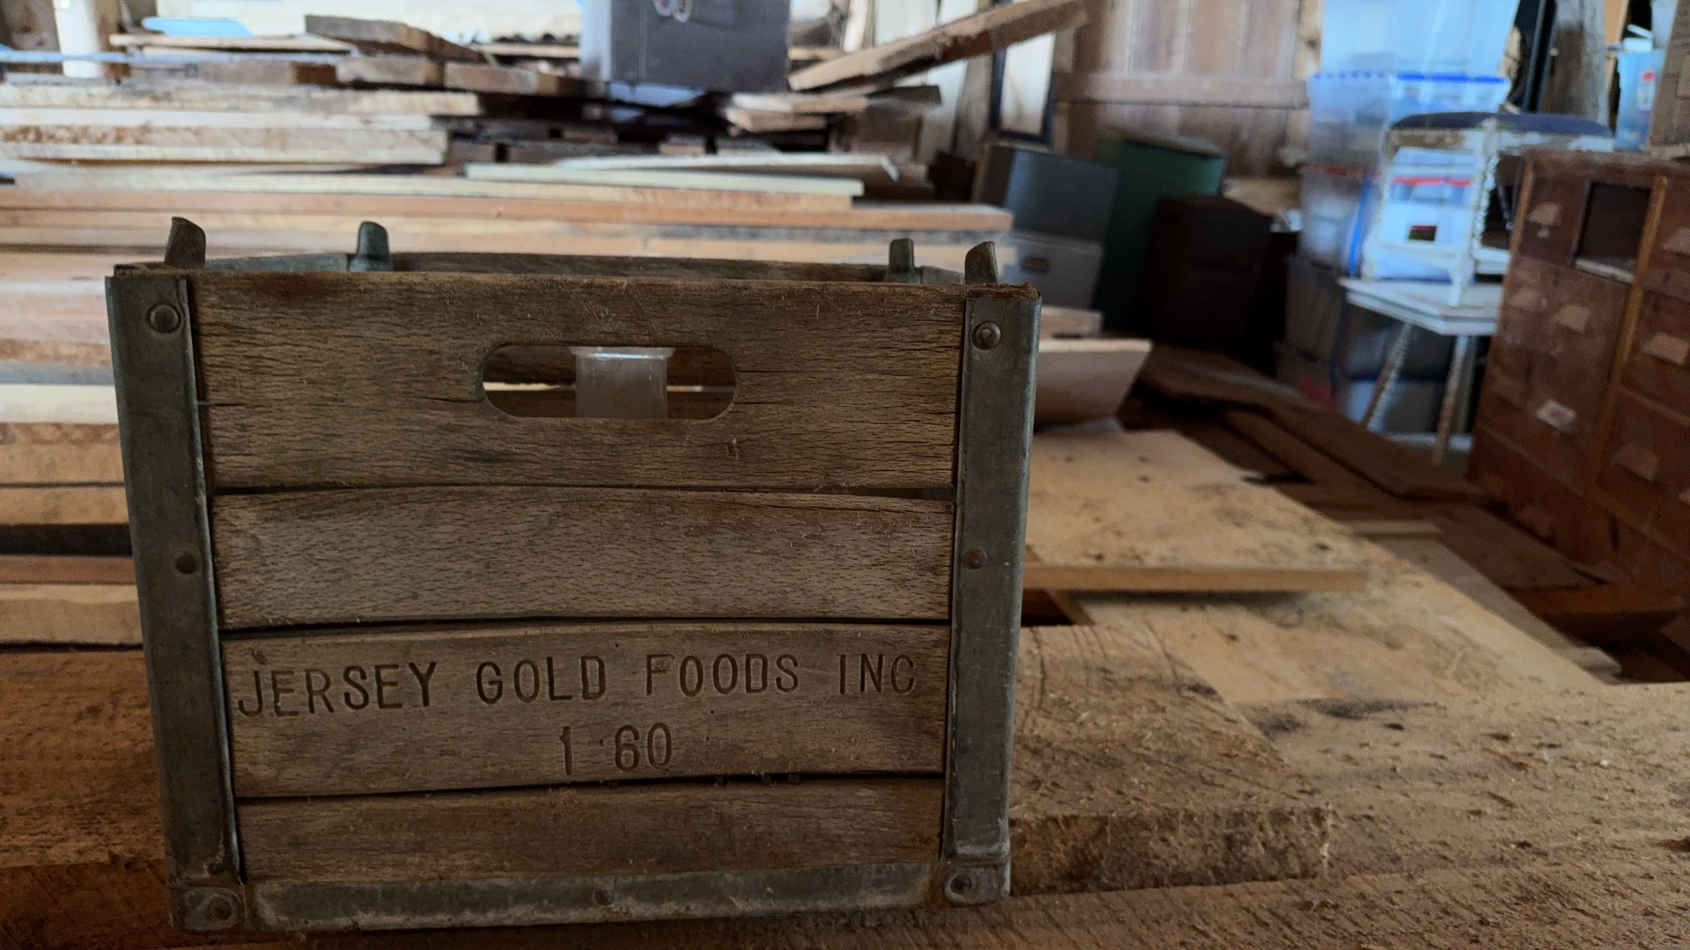 JERSEY GOLD FOODS INC
1 60